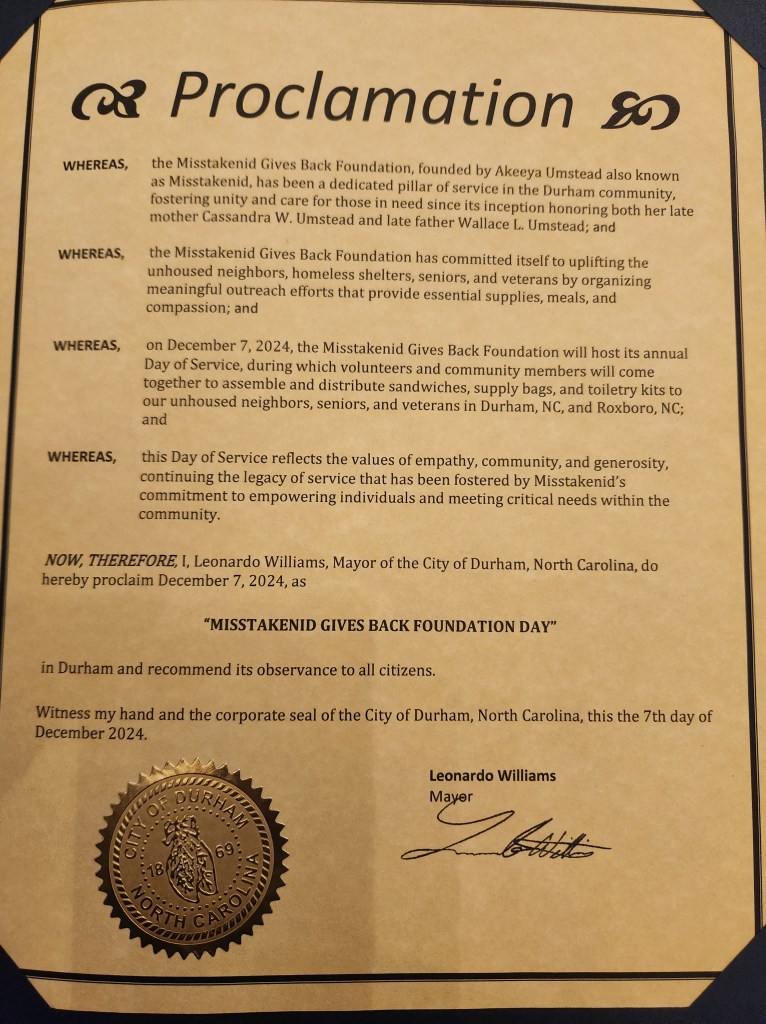 Proclamation
WHEREAS, the Misstakenid Gives Back Foundation, founded by Akeeya Umstead also known
as Misstakenid, has been a dedicated pillar of service in the Durham community,
fostering unity and care for those in need since its inception honoring both her late
mother Cassandra W. Umstead and late father Wallace L. Umstead; and
WHEREAS, the Misstakenid Gives Back Foundation has committed itself to uplifting the
unhoused neighbors, homeless shelters, seniors, and veterans by organizing
meaningful outreach efforts that provide essential supplies, meals, and
compassion; and
WHEREAS, on December 7, 2024, the Misstakenid Gives Back Foundation will host its annual
Day of Service, during which volunteers and community members will come
together to assemble and distribute sandwiches, supply bags, and toiletry kits to
our unhoused neighbors, seniors, and veterans in Durham, NC, and Roxboro, NC;
and
WHEREAS, this Day of Service reflects the values of empathy, community, and generosity,
continuing the legacy of service that has been fostered by Misstakenid's
commitment to empowering individuals and meeting critical needs within the
community.
NOW, THEREFORE, I, Leonardo Williams, Mayor of the City of Durham, North Carolina, do
hereby proclaim December 7, 2024, as
"MISSTAKENID GIVES BACK FOUNDATION DAY"
in Durham and recommend its observance to all citizens.
Witness my hand and the corporate seal of the City of Durham, North Carolina, this the 7th day of
December 2024.
Leonardo Williams
Mayor
CITY OF DURHAM
1869
NORTH CAROLINA